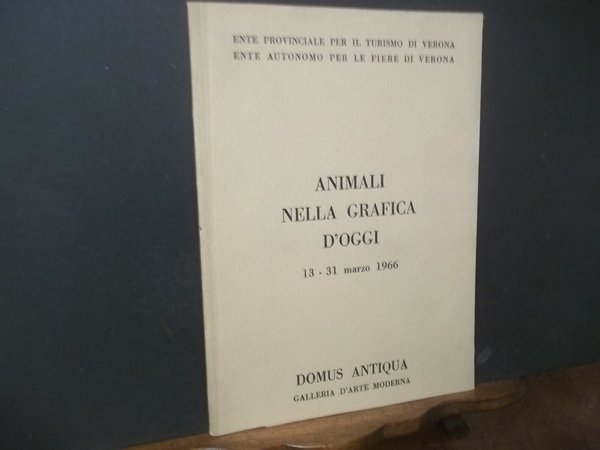 ENTE PROVINCIALE PER IL TURISMO DI VERONA
ENTE AUTONOMO PER LE FIERE DI VERONA
ANIMALI
NELLA GRAFICA
D'OGGI
13 - 31 marzo 1966
DOMUS ANTIQUA
GALLERIA D'ARTE MODERNA